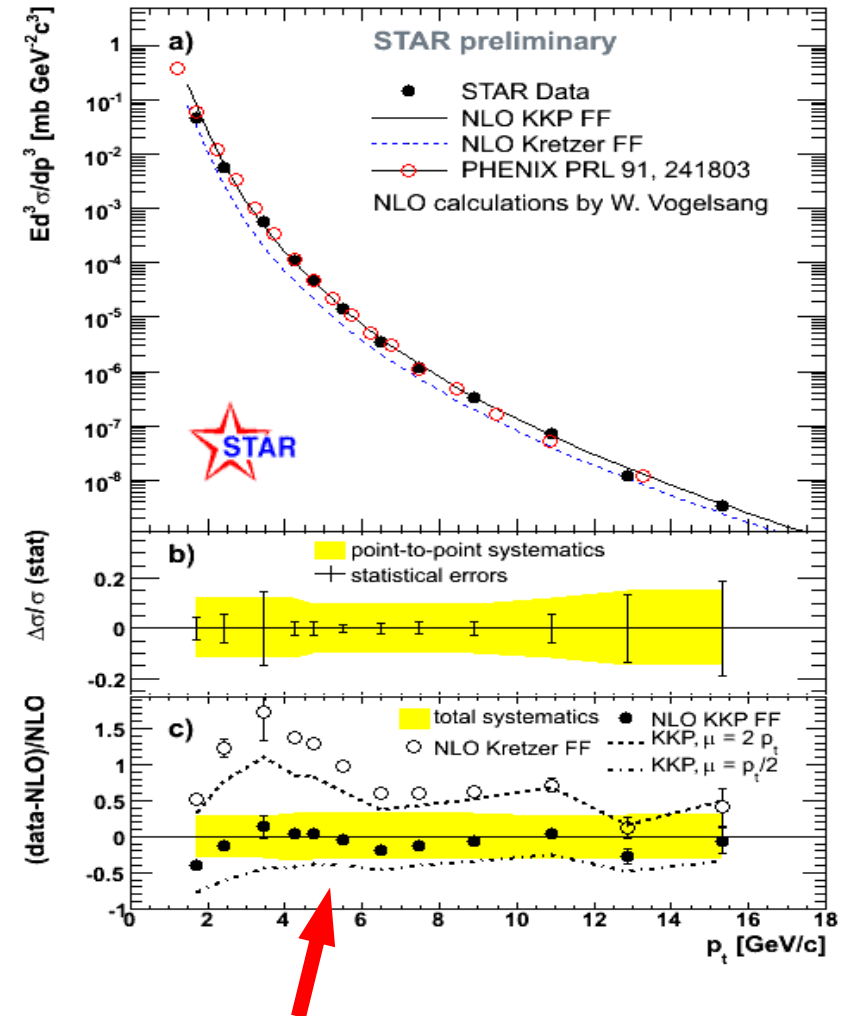 a)
STAR preliminary
STAR Data
NLO KKP FF
NLO Kretzer FF
PHENIX PRL 91, 241803
NLO calculations by W. Vogelsang
Ed³σ/dp³ [mb GeV⁻²c³]
1
10⁻¹
10⁻²
10⁻³
10⁻⁴
10⁻⁵
10⁻⁶
10⁻⁷
10⁻⁸
STAR
b)
point-to-point systematics
statistical errors
Δσ/σ (stat)
0.2
0
-0.2
c)
total systematics
NLO Kretzer FF
NLO KKP FF
KKP, μ = 2 pₜ
KKP, μ = pₜ/2
(data-NLO)/NLO
1.5
1
0.5
0
-0.5
-1
0 2 4 6 8 10 12 14 16 18
pₜ [GeV/c]